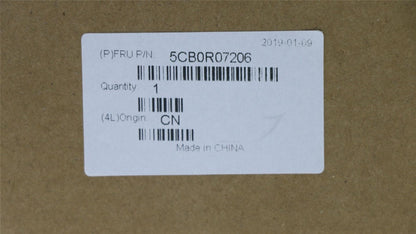 2019-01-09
(P)FRU P/N: 5CB0R07206
Quantity 1
(4L)Origin: CN
Made in CHINA